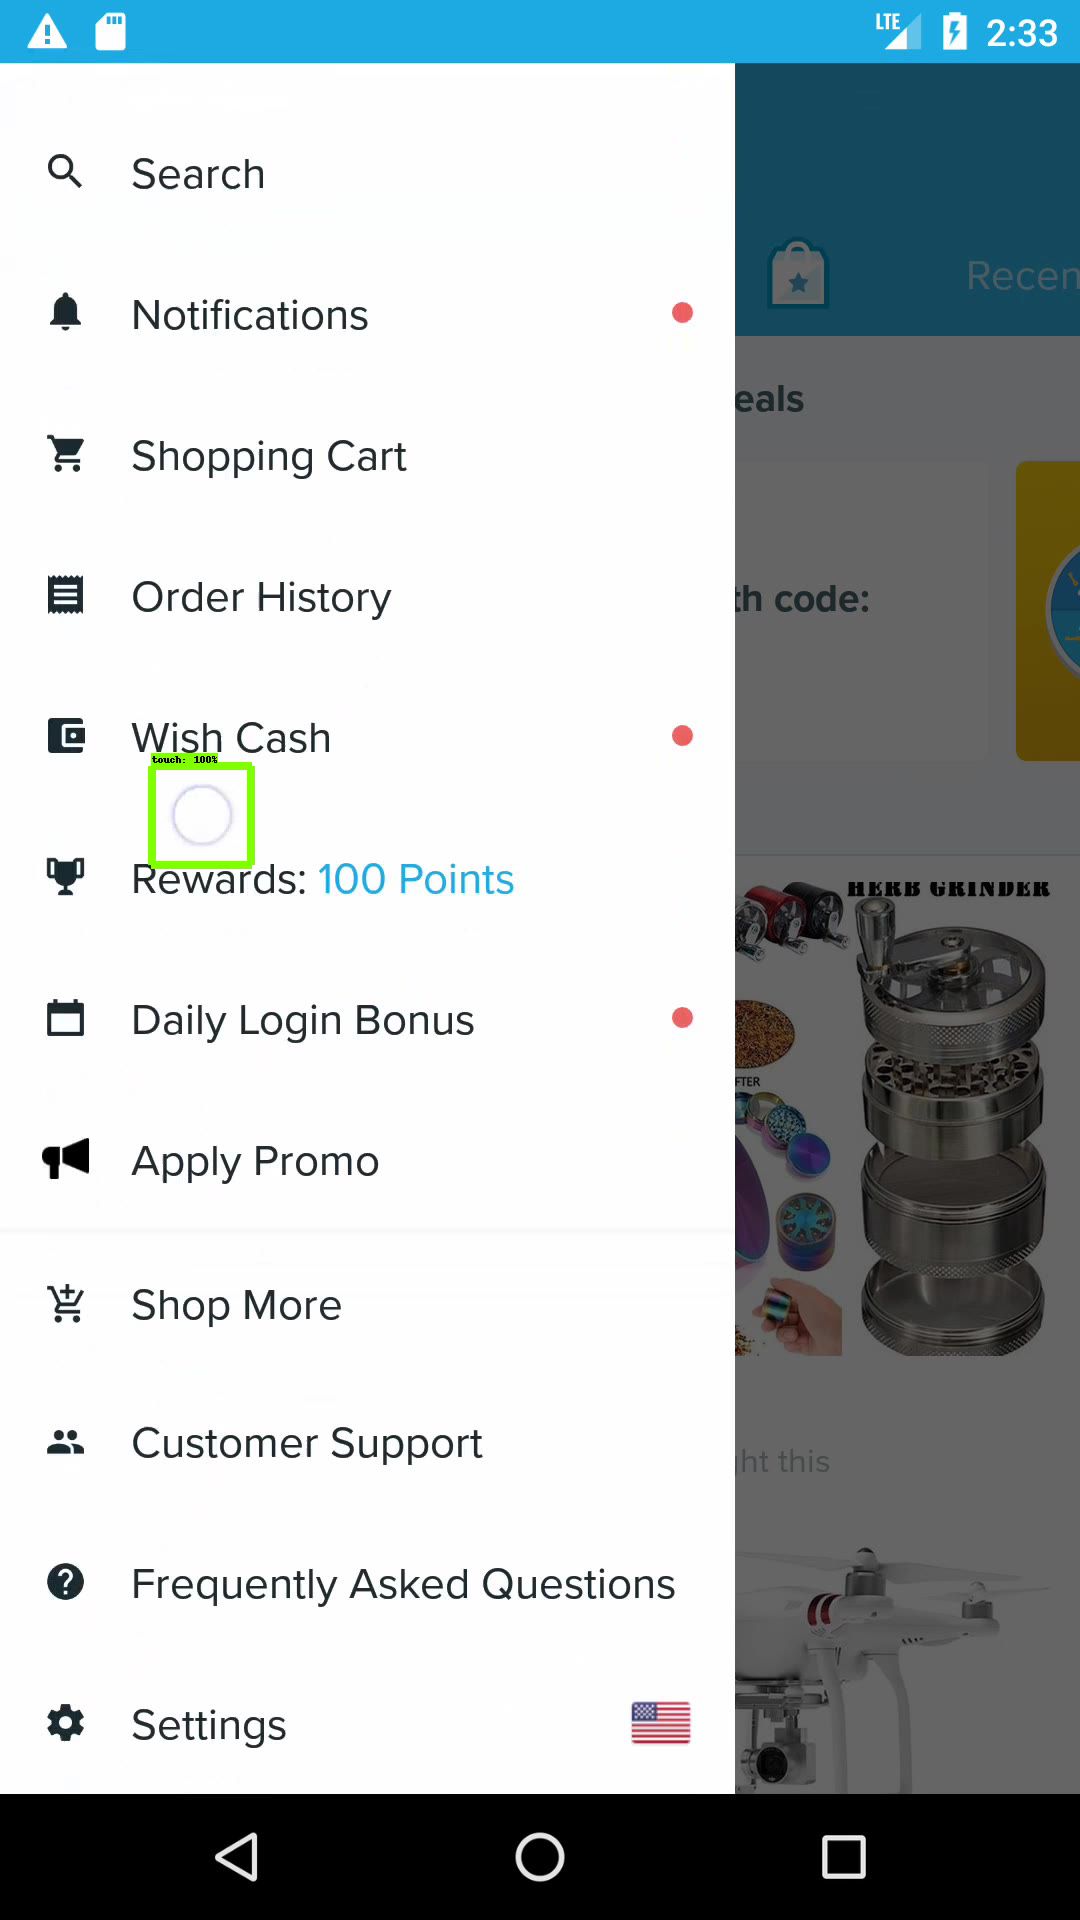 LTE 2:33
Search
Recen
Notifications
eals
Shopping Cart
Order History
th code:
Wish Cash
touch: 100%
Rewards: 100 Points
HERB GRINDER
Daily Login Bonus
FTER
Apply Promo
Shop More
Customer Support
ght this
Frequently Asked Questions
Settings